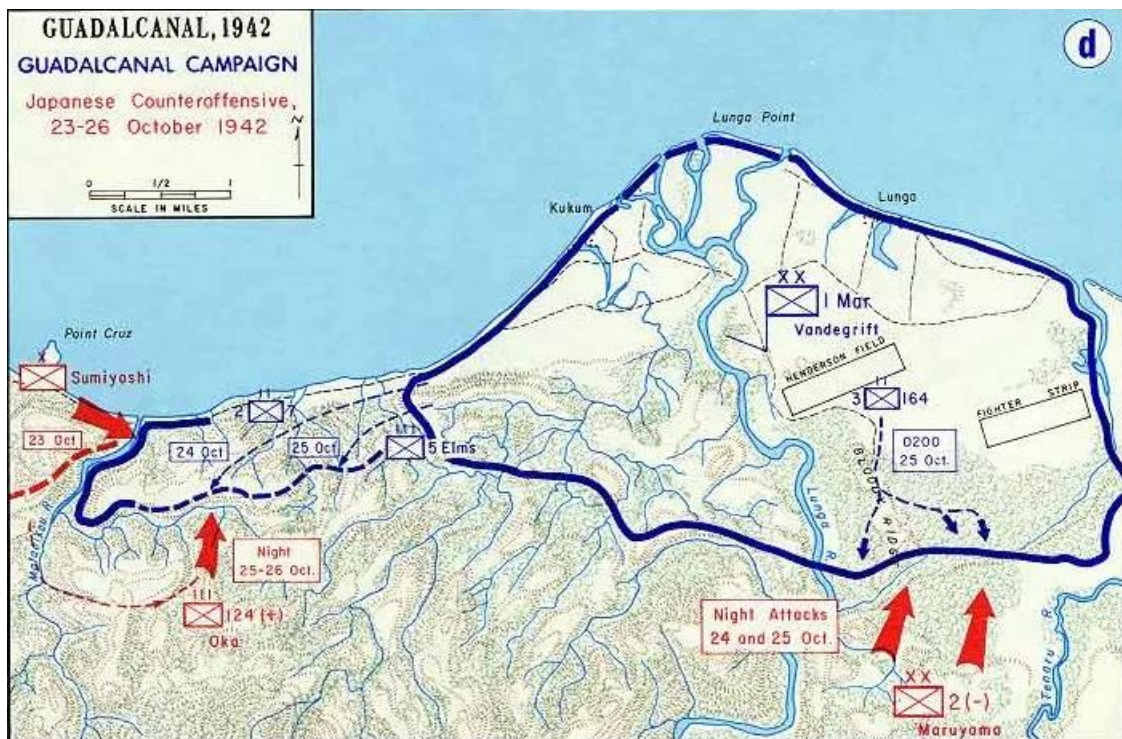 GUADALCANAL, 1942
GUADALCANAL CAMPAIGN
Japanese Counteroffensive,
23-26 October 1942
N
0 1/2 1
SCALE IN MILES
d
Lunga Point
Kukum
Lunga
XX
1 Mar
Vandegrift
Point Cruz
X
Sumiyoshi
HENDERSON FIELD
II
3 164
FIGHTER STRIP
II
2 7
23 Oct
24 Oct
25 Oct
5 Elms
0200
25 Oct.
BLOODY RIDGE
Matanikau R
Lunga R
Night
25-26 Oct.
III
124 (+)
Oka
Night Attacks
24 and 25 Oct.
Tenaru R
XX
2 (-)
Maruyama